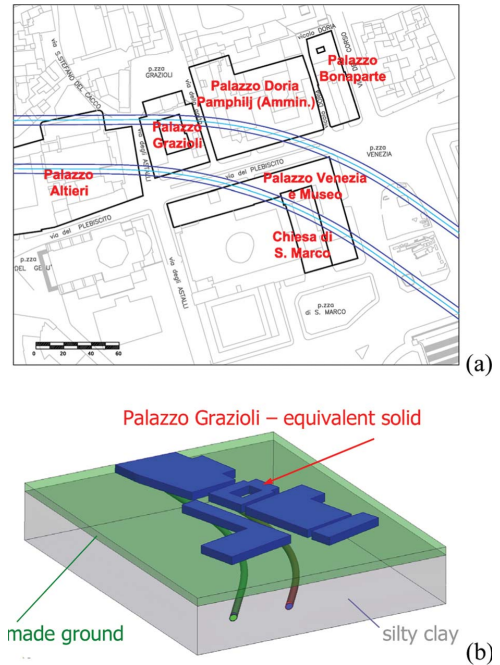 vicolo DORIA
Palazzo
Bonaparte
p.zza
GRAZIOLI
Palazzo Doria
Pamphilj (Ammin.)
via S.STEFANO DEL CACCO
Palazzo
Grazioli
p.zza
VENEZIA
Palazzo
Altieri
via degli ASTALLI
via del PLEBISCITO
Palazzo Venezia
e Museo
via del PLEBISCITO
Chiesa di
S. Marco
p.zza
DEL GESU'
via degli
ASTALLI
p.zza
di S. MARCO
0 20 40 60
(a)
Palazzo Grazioli – equivalent solid
made ground
silty clay
(b)